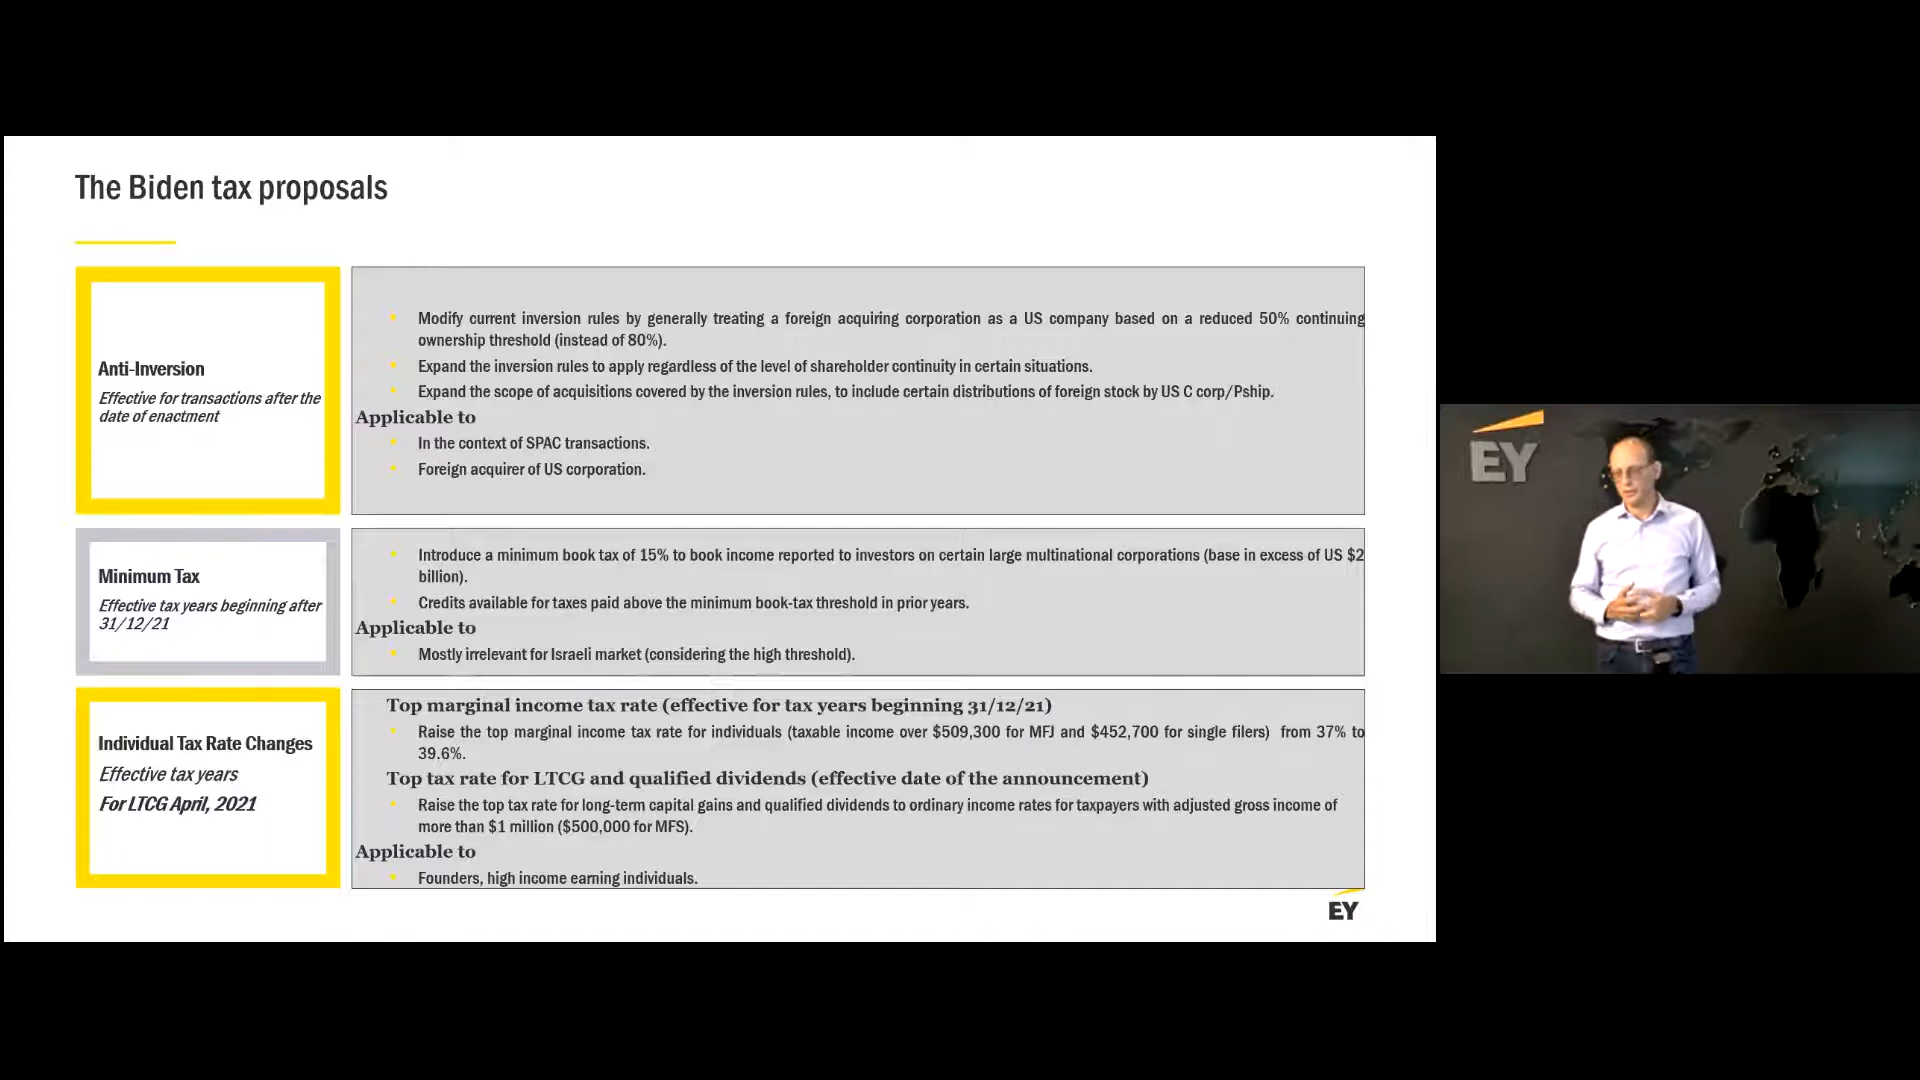 The Biden tax proposals
Anti-Inversion
Effective for transactions after the
date of enactment
Modify current inversion rules by generally treating a foreign acquiring corporation as a US company based on a reduced 50% continuing
ownership threshold (instead of 80%).
Expand the inversion rules to apply regardless of the level of shareholder continuity in certain situations.
Expand the scope of acquisitions covered by the inversion rules, to include certain distributions of foreign stock by US C corp/Pship.
Applicable to
In the context of SPAC transactions.
Foreign acquirer of US corporation.
Minimum Tax
Effective tax years beginning after
31/12/21
Introduce a minimum book tax of 15% to book income reported to investors on certain large multinational corporations (base in excess of US $2
billion).
Credits available for taxes paid above the minimum book-tax threshold in prior years.
Applicable to
Mostly irrelevant for Israeli market (considering the high threshold).
Individual Tax Rate Changes
Effective tax years
For LTCG April, 2021
Top marginal income tax rate (effective for tax years beginning 31/12/21)
Raise the top marginal income tax rate for individuals (taxable income over $509,300 for MFJ and $452,700 for single filers) from 37% to
39.6%.
Top tax rate for LTCG and qualified dividends (effective date of the announcement)
Raise the top tax rate for long-term capital gains and qualified dividends to ordinary income rates for taxpayers with adjusted gross income of
more than $1 million ($500,000 for MFS).
Applicable to
Founders, high income earning individuals.
EY
EY